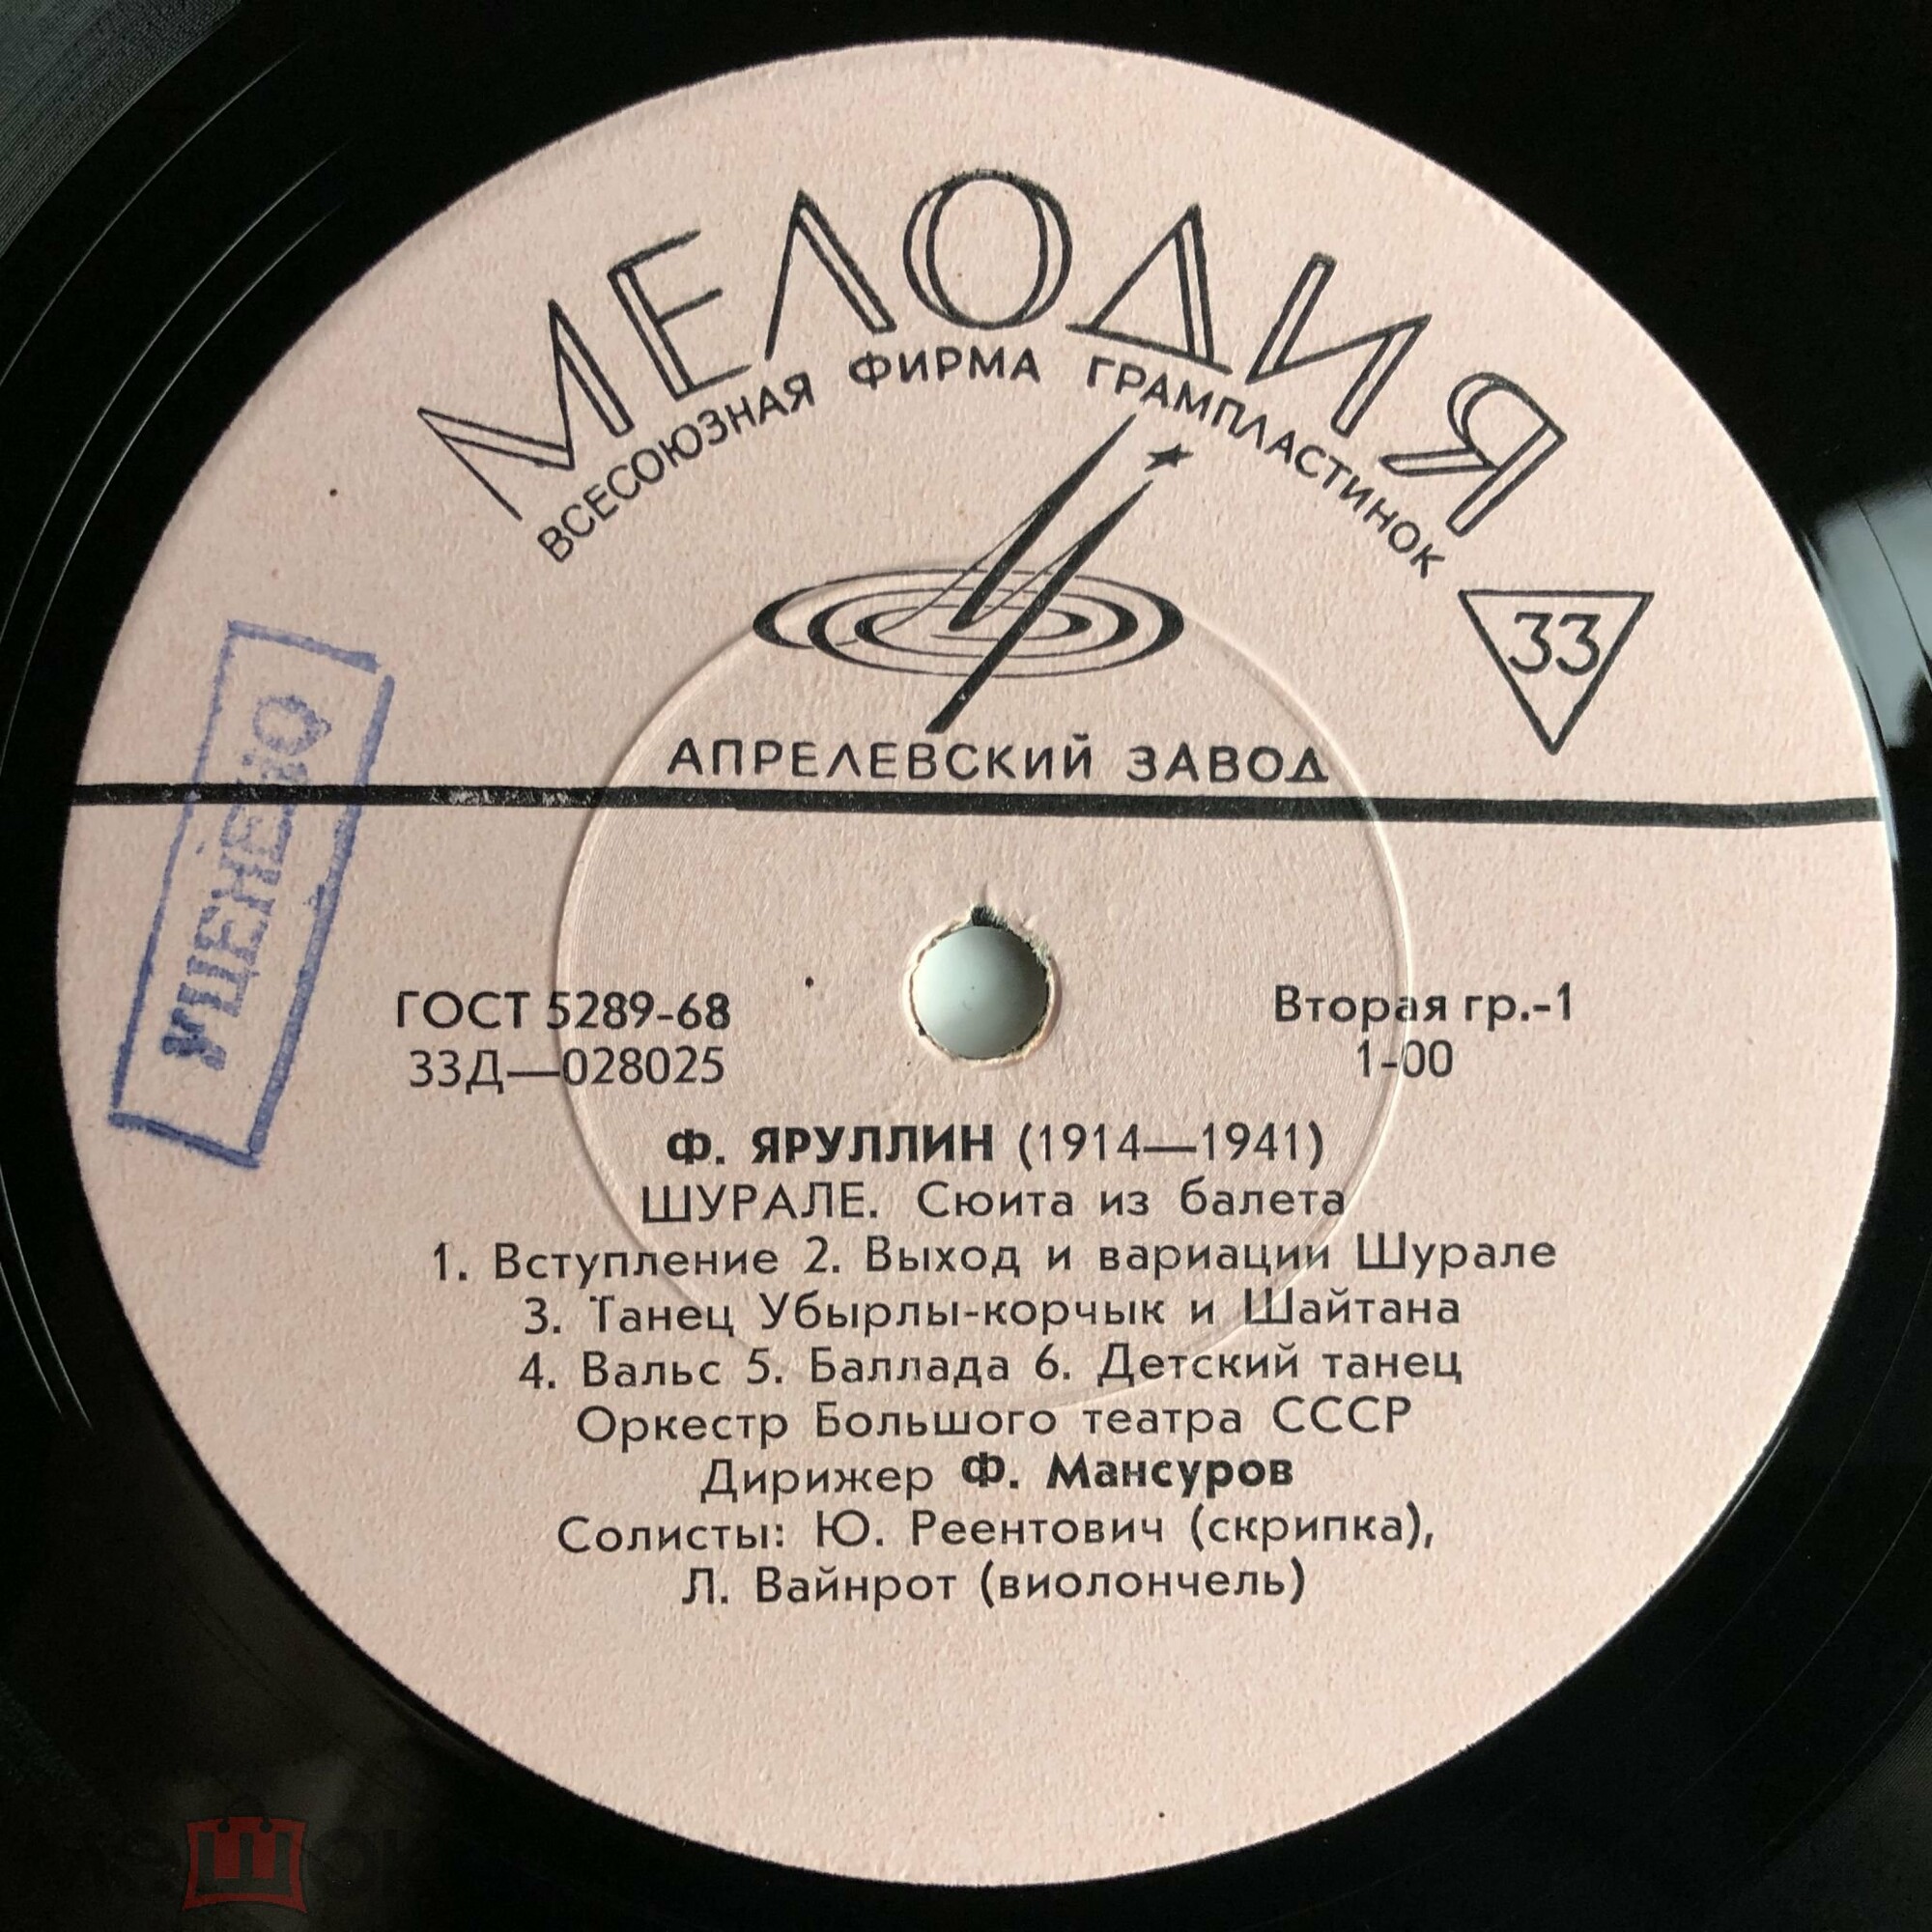 МЕЛОДИЯ
ВСЕСОЮЗНАЯ ФИРМА ГРАМПЛАСТИНОК
33
АПРЕЛЕВСКИЙ ЗАВОД
УЦЕНЕНО
ГОСТ 5289-68
33Д—028025
Вторая гр.-1
1-00
Ф. ЯРУЛЛИН (1914—1941)
ШУРАЛЕ. Сюита из балета
1. Вступление 2. Выход и вариации Шурале
3. Танец Убырлы-корчык и Шайтана
4. Вальс 5. Баллада 6. Детский танец
Оркестр Большого театра СССР
Дирижер Ф. Мансуров
Солисты: Ю. Реентович (скрипка),
Л. Вайнрот (виолончель)